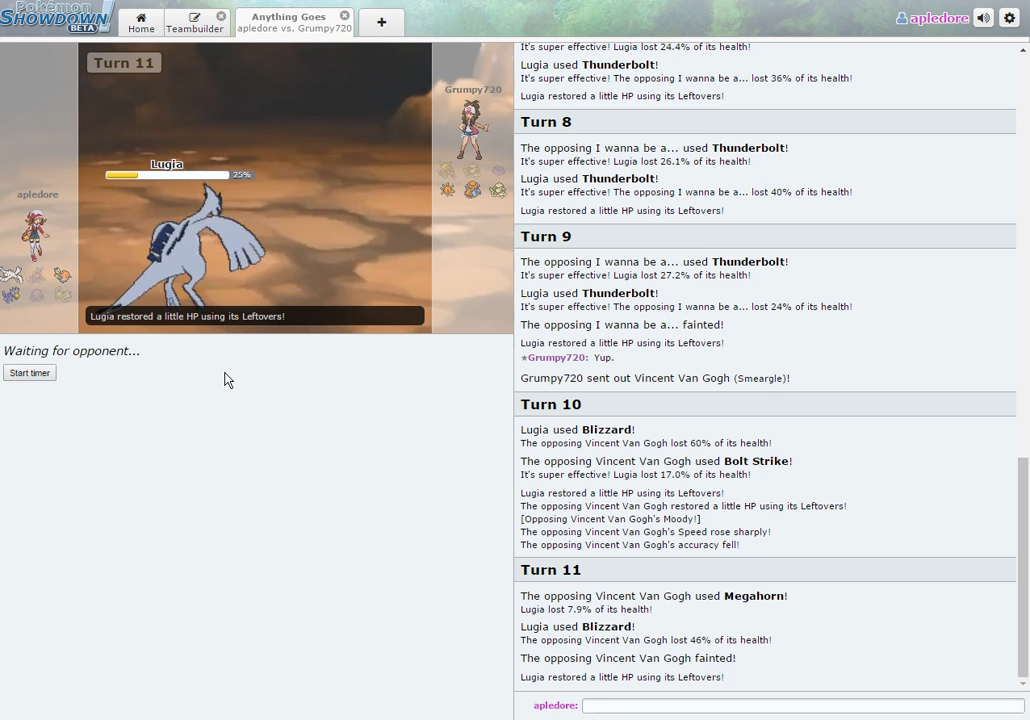 Pokémon
SHOWDOWN!
BETA
Home
Teambuilder
Anything Goes
apledore vs. Grumpy720
+
apledore
Turn 11
Grumpy720
Lugia
25%
apledore
Lugia restored a little HP using its Leftovers!
Waiting for opponent...
Start timer
It's super effective! Lugia lost 24.4% of its health!
Lugia used Thunderbolt!
It's super effective! The opposing I wanna be a... lost 36% of its health!
Lugia restored a little HP using its Leftovers!
Turn 8
The opposing I wanna be a... used Thunderbolt!
It's super effective! Lugia lost 26.1% of its health!
Lugia used Thunderbolt!
It's super effective! The opposing I wanna be a... lost 40% of its health!
Lugia restored a little HP using its Leftovers!
Turn 9
The opposing I wanna be a... used Thunderbolt!
It's super effective! Lugia lost 27.2% of its health!
Lugia used Thunderbolt!
It's super effective! The opposing I wanna be a... lost 24% of its health!
The opposing I wanna be a... fainted!
Lugia restored a little HP using its Leftovers!
★Grumpy720: Yup.
Grumpy720 sent out Vincent Van Gogh (Smeargle)!
Turn 10
Lugia used Blizzard!
The opposing Vincent Van Gogh lost 60% of its health!
The opposing Vincent Van Gogh used Bolt Strike!
It's super effective! Lugia lost 17.0% of its health!
Lugia restored a little HP using its Leftovers!
The opposing Vincent Van Gogh restored a little HP using its Leftovers!
[Opposing Vincent Van Gogh's Moody!]
The opposing Vincent Van Gogh's Speed rose sharply!
The opposing Vincent Van Gogh's accuracy fell!
Turn 11
The opposing Vincent Van Gogh used Megahorn!
Lugia lost 7.9% of its health!
Lugia used Blizzard!
The opposing Vincent Van Gogh lost 46% of its health!
The opposing Vincent Van Gogh fainted!
Lugia restored a little HP using its Leftovers!
apledore: